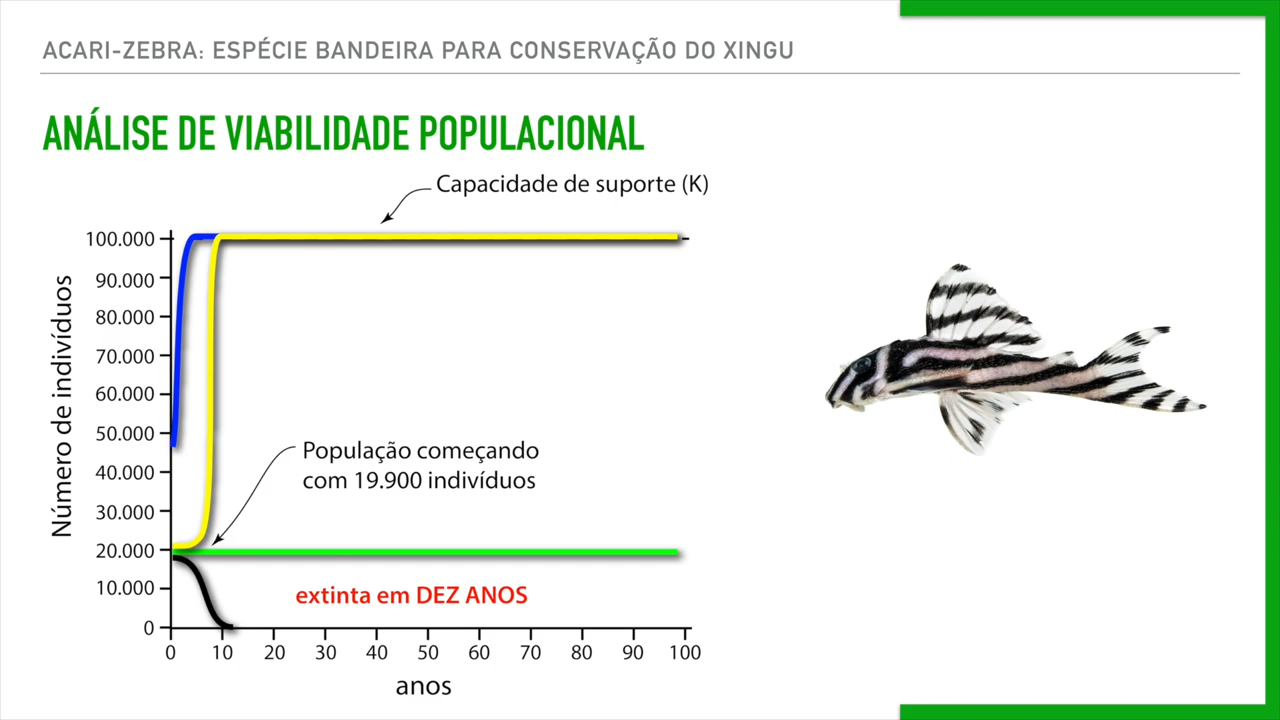 ACARI-ZEBRA: ESPÉCIE BANDEIRA PARA CONSERVAÇÃO DO XINGU
ANÁLISE DE VIABILIDADE POPULACIONAL
Capacidade de suporte (K)
Número de indivíduos
100.000
90.000
80.000
70.000
60.000
50.000
40.000
30.000
20.000
10.000
0
População começando
com 19.900 indivíduos
extinta em DEZ ANOS
0 10 20 30 40 50 60 70 80 90 100
anos